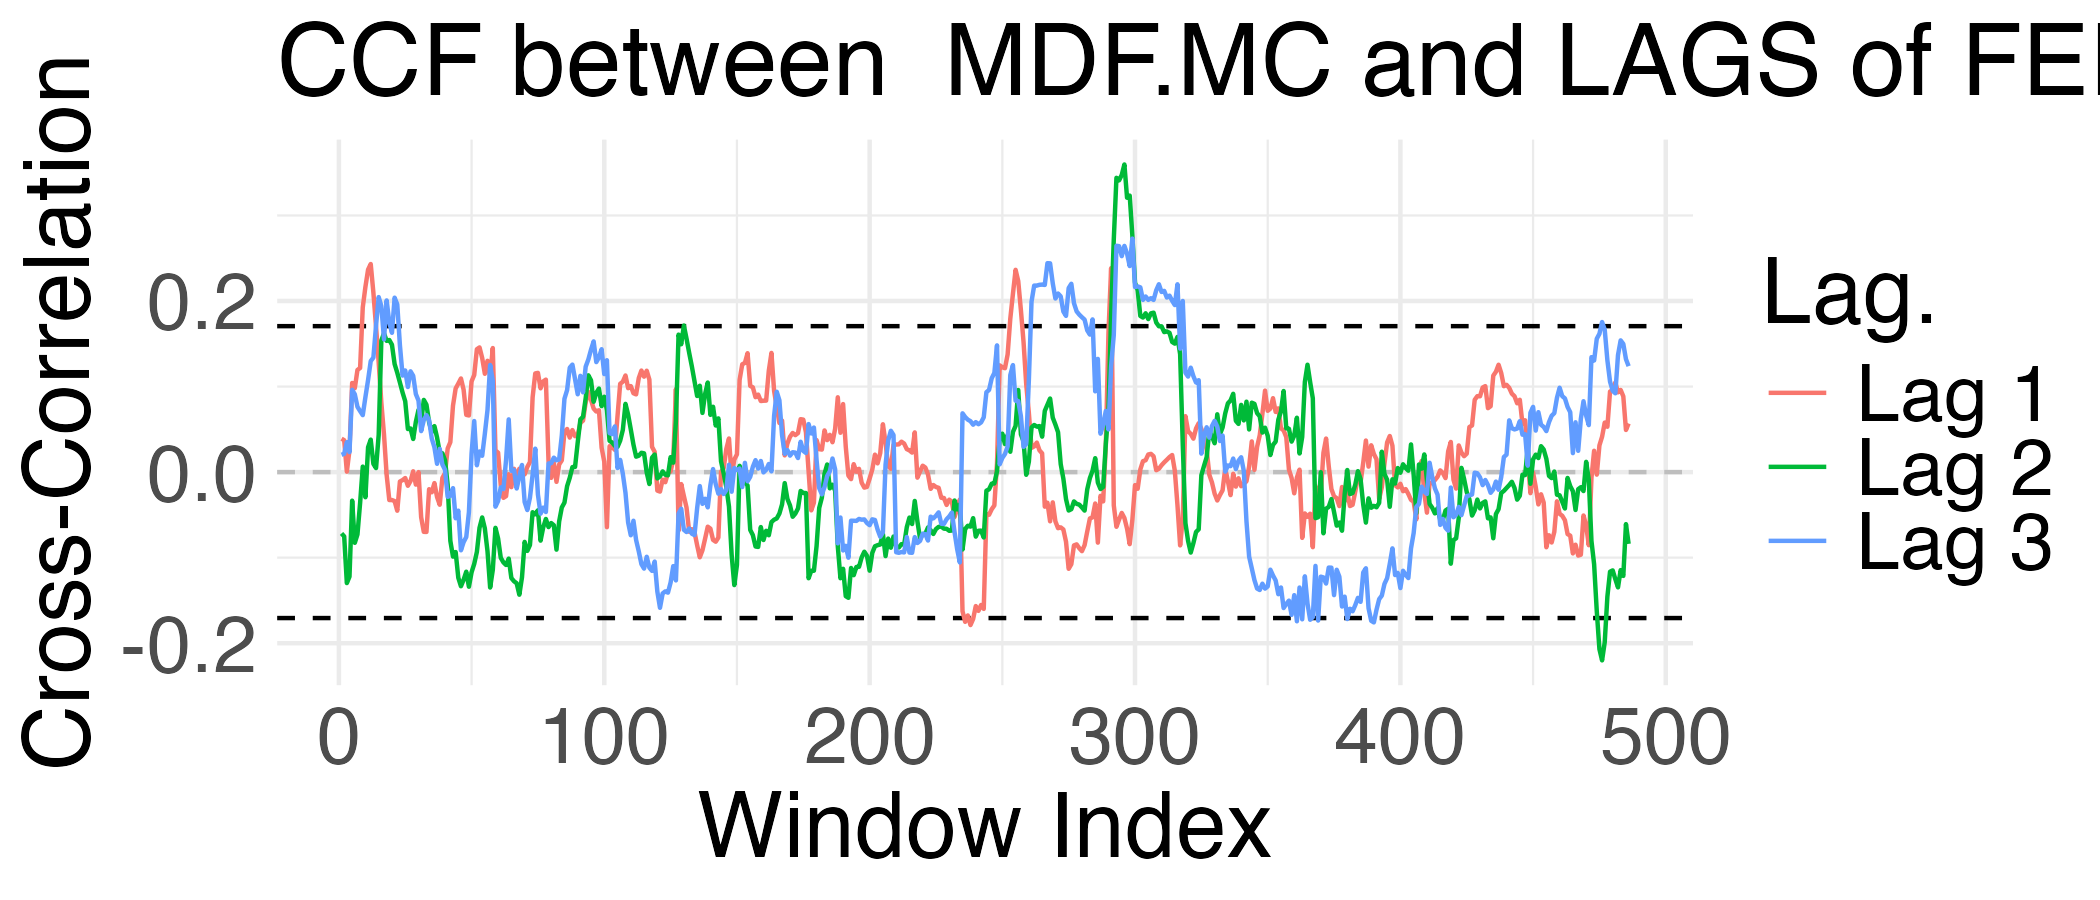 CCF between MDF.MC and LAGS of
Cross-Correlation
0.2
0.0
-0.2
0
100
200
300
400
500
Window Index
Lag.
Lag 1
Lag 2
Lag 3